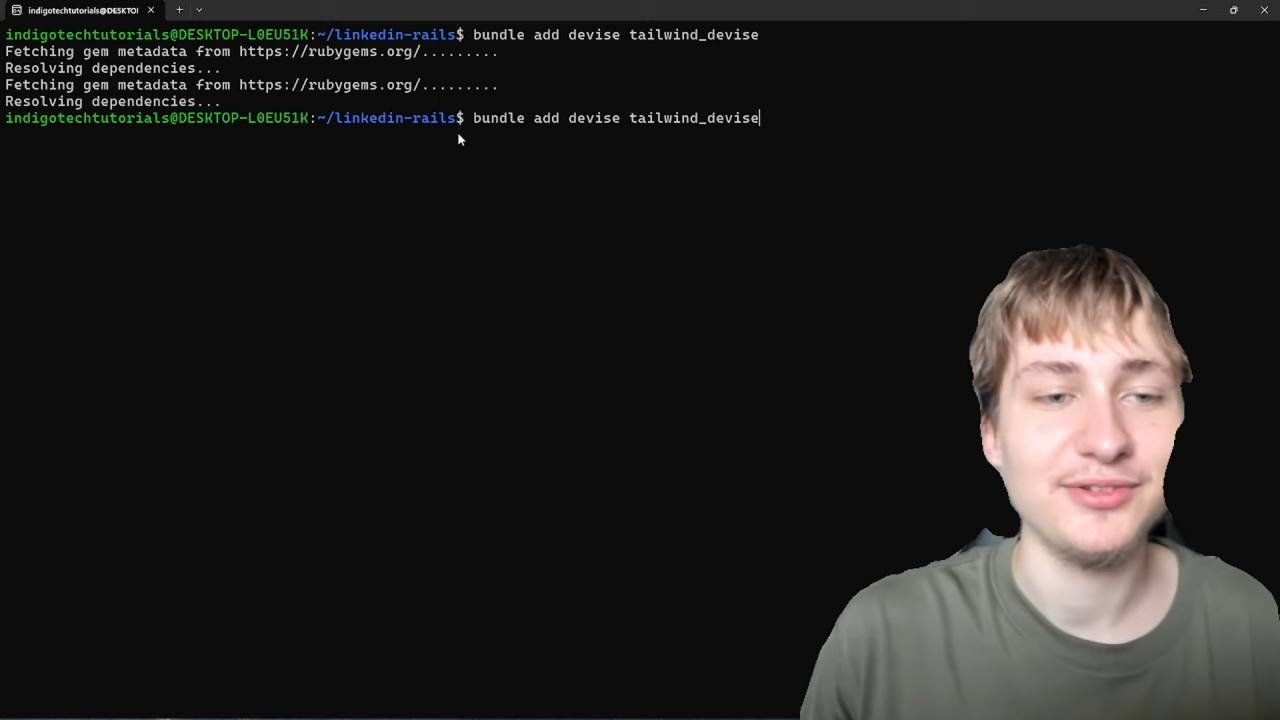 indigotechtutorials@DESKTOP-L0EU51K
indigotechtutorials@DESKTOP-L0EU51K:~/linkedin-rails$ bundle add devise tailwind_devise
Fetching gem metadata from https://rubygems.org/.........
Resolving dependencies...
Fetching gem metadata from https://rubygems.org/.........
Resolving dependencies...
indigotechtutorials@DESKTOP-L0EU51K:~/linkedin-rails$ bundle add devise tailwind_devise